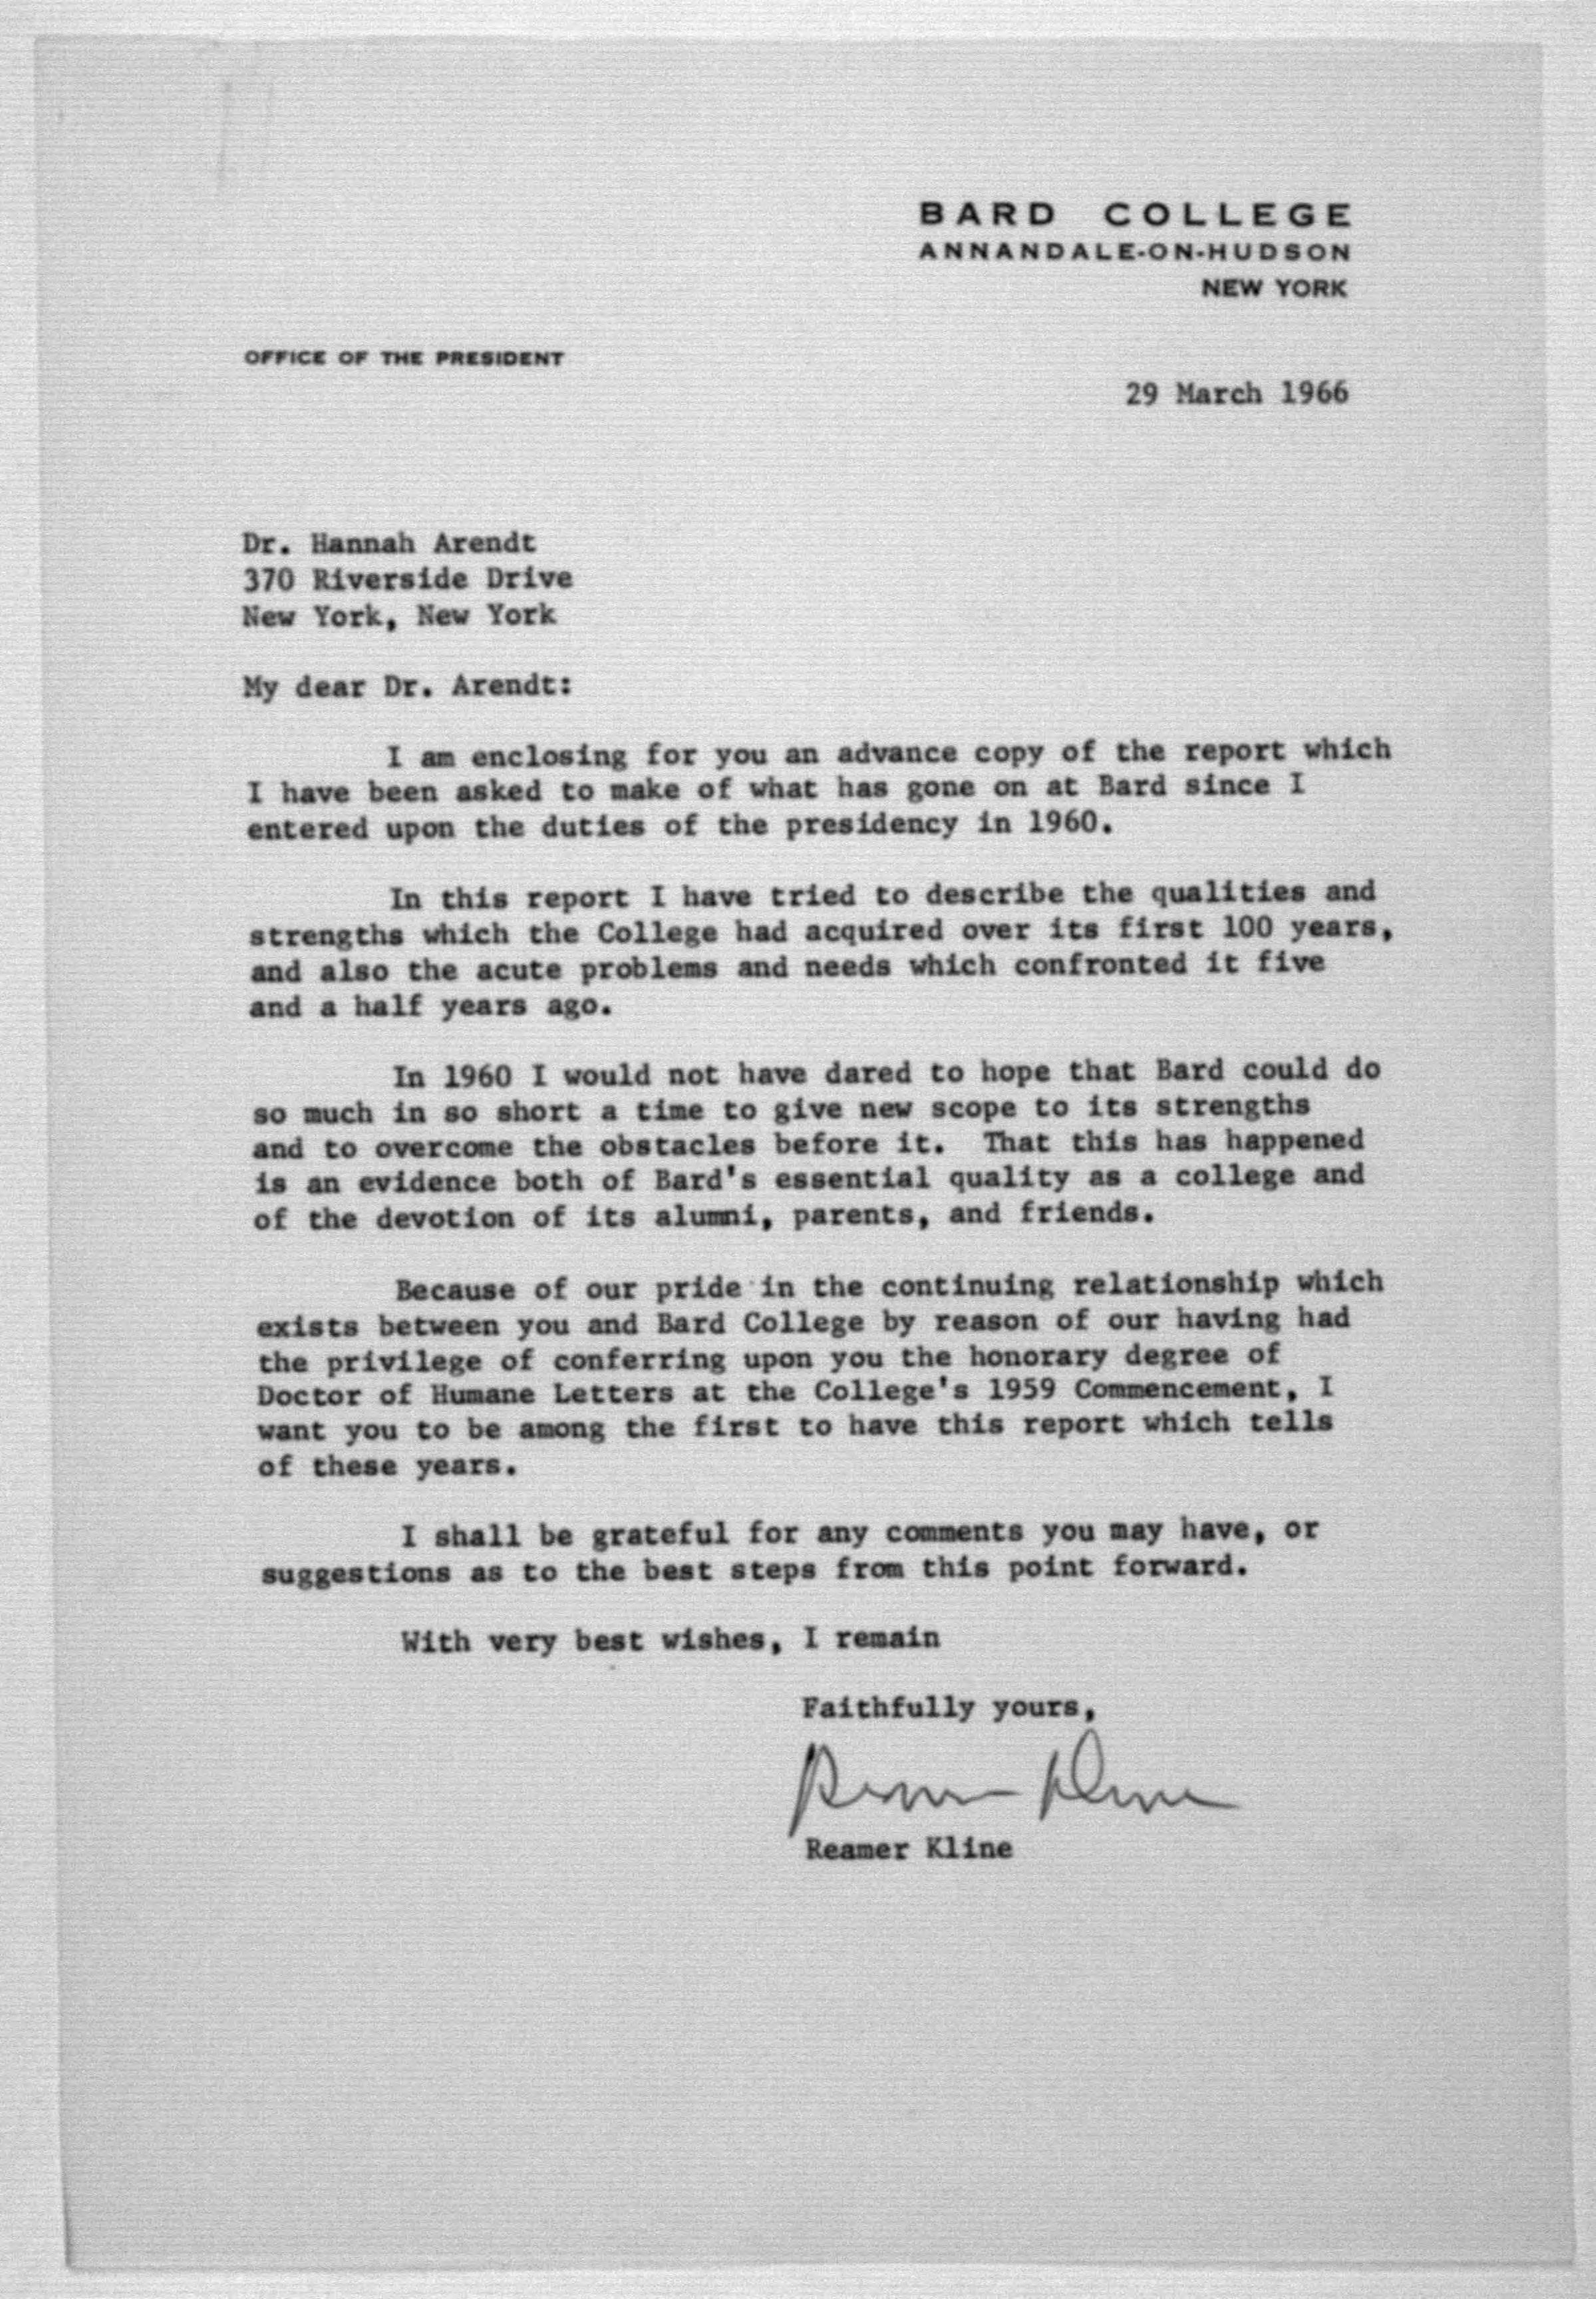 BARD COLLEGE
ANNANDALE-ON-HUDSON
NEW YORK
OFFICE OF THE PRESIDENT
29 March 1966
Dr. Hannah Arendt
370 Riverside Drive
New York, New York
My dear Dr. Arendt:
I am enclosing for you an advance copy of the report which
I have been asked to make of what has gone on at Bard since I
entered upon the duties of the presidency in 1960.
In this report I have tried to describe the qualities and
strengths which the College had acquired over its first 100 years,
and also the acute problems and needs which confronted it five
and a half years ago.
In 1960 I would not have dared to hope that Bard could do
so much in so short a time to give new scope to its strengths
and to overcome the obstacles before it. That this has happened
is an evidence both of Bard's essential quality as a college and
of the devotion of its alumni, parents, and friends.
Because of our pride in the continuing relationship which
exists between you and Bard College by reason of our having had
the privilege of conferring upon you the honorary degree of
Doctor of Humane Letters at the College's 1959 Commencement, I
want you to be among the first to have this report which tells
of these years.
I shall be grateful for any comments you may have, or
suggestions as to the best steps from this point forward.
With very best wishes, I remain
Faithfully yours,
Reamer Kline
Reamer Kline